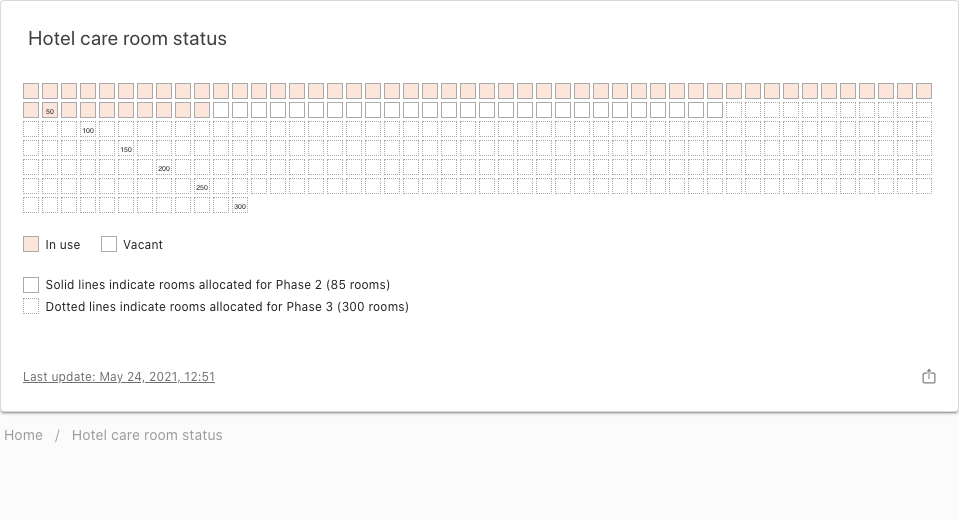 Hotel care room status
50
100
150
200
250
300
In use
Vacant
Solid lines indicate rooms allocated for Phase 2 (85 rooms)
Dotted lines indicate rooms allocated for Phase 3 (300 rooms)
Last update: May 24, 2021, 12:51
Home / Hotel care room status